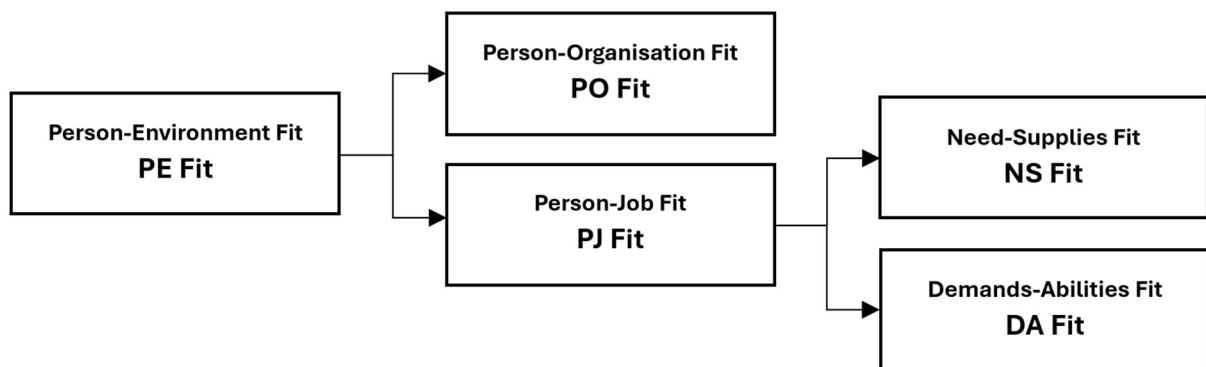 Person-Environment Fit
PE Fit
Person-Organisation Fit
PO Fit
Person-Job Fit
PJ Fit
Need-Supplies Fit
NS Fit
Demands-Abilities Fit
DA Fit